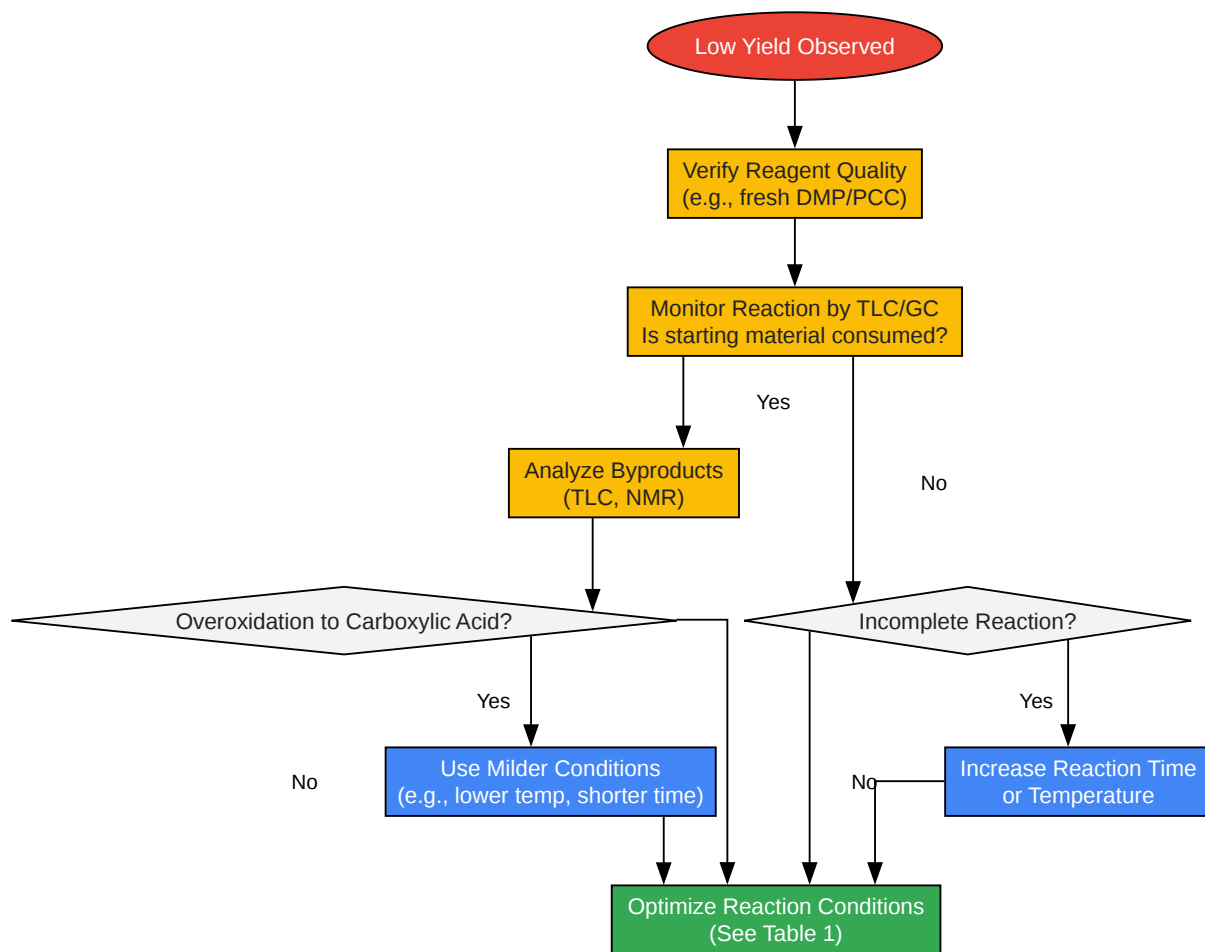 Low Yield Observed
Verify Reagent Quality
(e.g., fresh DMP/PCC)
Monitor Reaction by TLC/GC
Is starting material consumed?
Yes
Analyze Byproducts
(TLC, NMR)
No
Overoxidation to Carboxylic Acid?
Incomplete Reaction?
Yes
Yes
No
Use Milder Conditions
(e.g., lower temp, shorter time)
No
Increase Reaction Time
or Temperature
Optimize Reaction Conditions
(See Table 1)